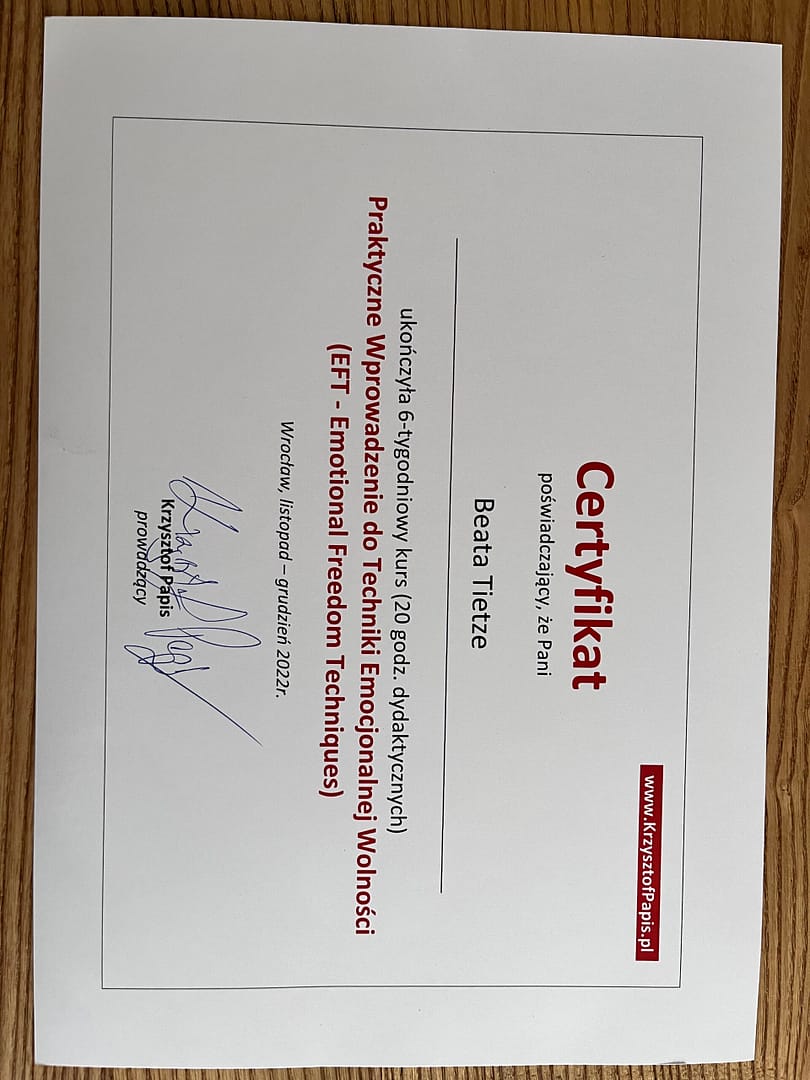 www.KrzysztofPapis.pl
Certyfikat
poświadczający, że Pani
Beata Tietze
ukończyła 6-tygodniowy kurs (20 godz. dydaktycznych)
Praktyczne Wprowadzenie do Techniki Emocjonalnej Wolności
(EFT - Emotional Freedom Techniques)
Wrocław, listopad – grudzień 2022r.
Krzysztof Papis
prowadzący